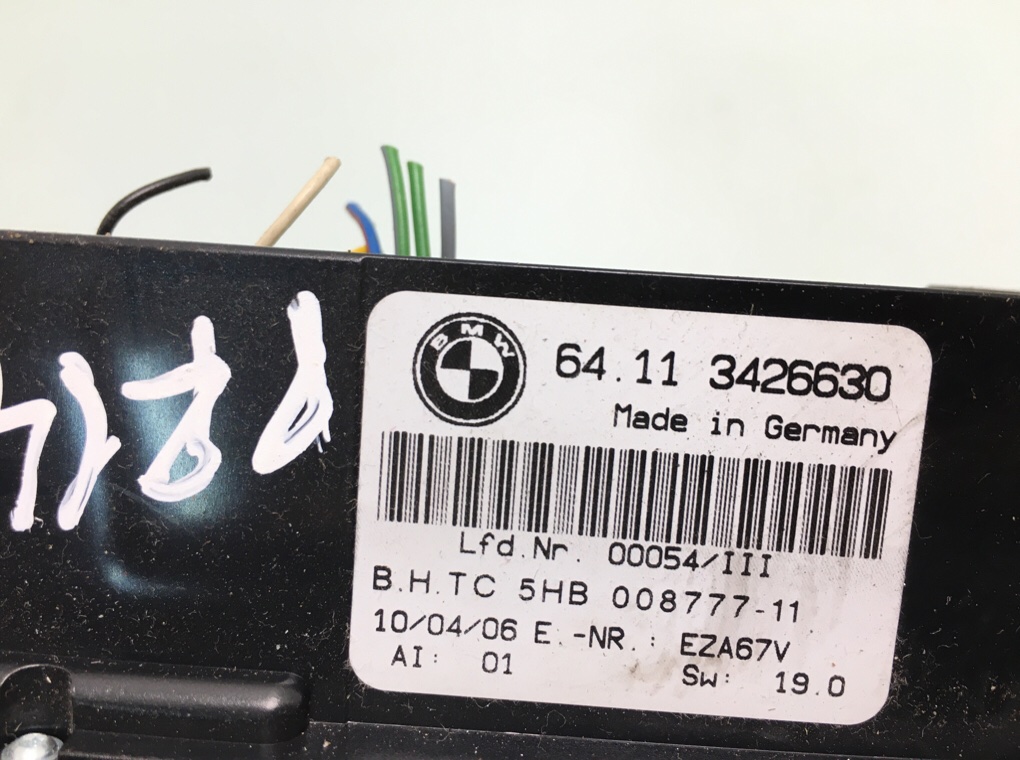 BMW
64.11 3426630
Made in Germany
Lfd.Nr. 00054/III
B.H.TC 5HB 008777-11
10/04/06 E.-NR.: EZA67V
AI: 01
Sw: 19.0